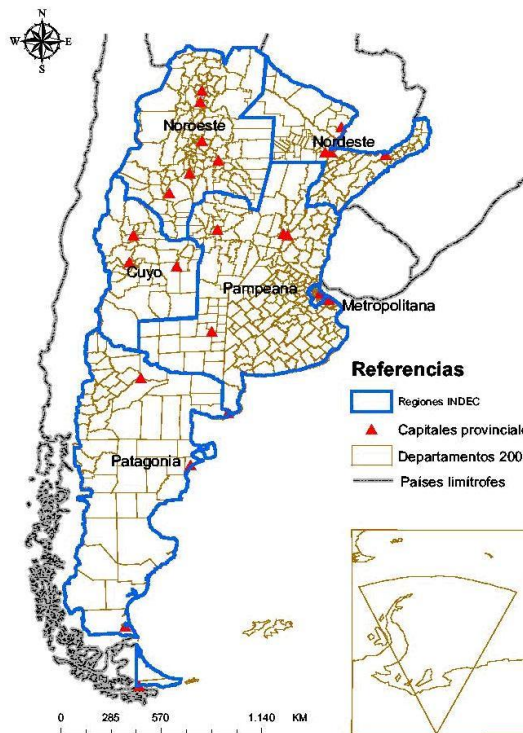 N
W E
S
Noroeste
Nordeste
Cuyo
Pampeana
Metropolitana
Patagonia
Referencias
Regiones INDEC
Capitales provinciale
Departamentos 200
Países limítrofes
0 285 570 1.140 KM